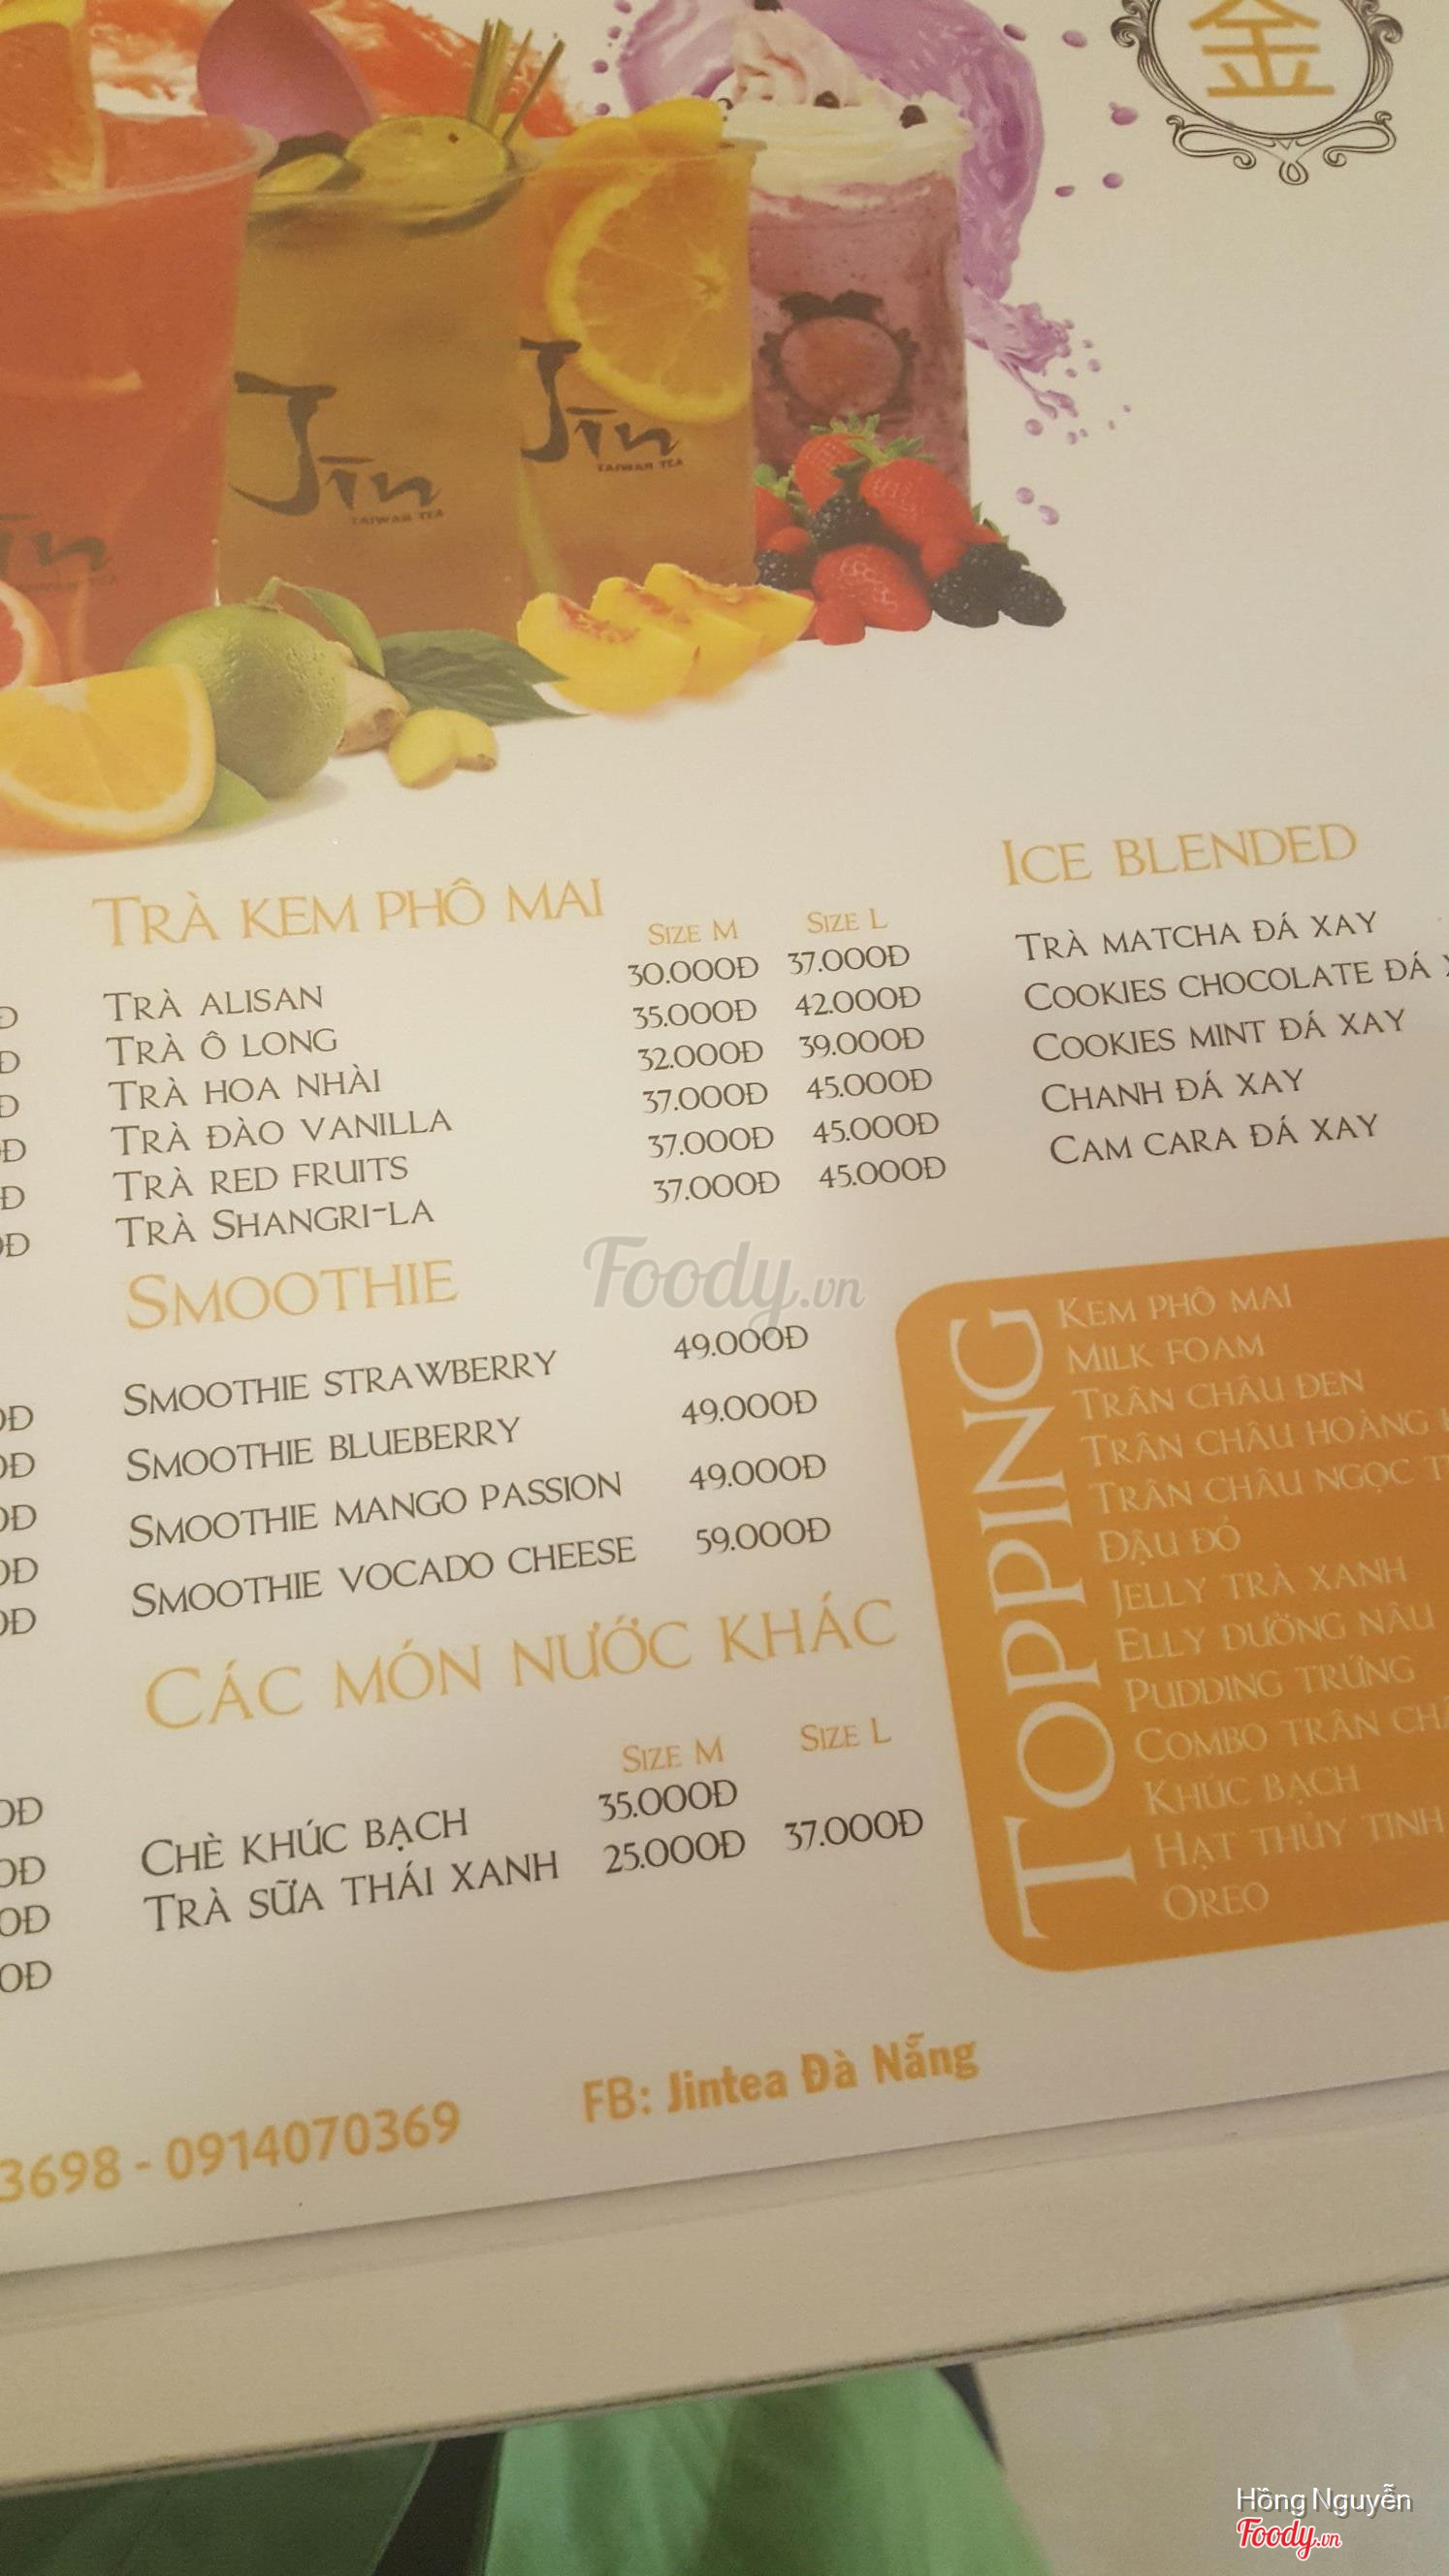 金
Jīn
TAIWAN TEA
Jīn
TAIWAN TEA
TRÀ KEM PHÔ MAI
SIZE M SIZE L
TRÀ ALISAN 30.000Đ 37.000Đ
TRÀ Ô LONG 35.000Đ 42.000Đ
TRÀ HOA NHÀI 32.000Đ 39.000Đ
TRÀ ĐÀO VANILLA 37.000Đ 45.000Đ
TRÀ RED FRUITS 37.000Đ 45.000Đ
TRÀ SHANGRI-LA 37.000Đ 45.000Đ
SMOOTHIE
SMOOTHIE STRAWBERRY 49.000Đ
SMOOTHIE BLUEBERRY 49.000Đ
SMOOTHIE MANGO PASSION 49.000Đ
SMOOTHIE VOCADO CHEESE 59.000Đ
CÁC MÓN NƯỚC KHÁC
SIZE M SIZE L
CHÈ KHÚC BẠCH 35.000Đ
TRÀ SỮA THÁI XANH 25.000Đ 37.000Đ
ICE BLENDED
TRÀ MATCHA ĐÁ XAY
COOKIES CHOCOLATE ĐÁ
COOKIES MINT ĐÁ XAY
CHANH ĐÁ XAY
CAM CARA ĐÁ XAY
TOPPING
KEM PHÔ MAI
MILK FOAM
TRÂN CHÂU ĐEN
TRÂN CHÂU HOÀNG
TRÂN CHÂU NGỌC
ĐẬU ĐỎ
JELLY TRÀ XANH
ELLY ĐƯỜNG NÂU
PUDDING TRỨNG
COMBO TRÂN
KHÚC BẠCH
HẠT THỦY TINH
OREO
3698 - 0914070369 FB: Jintea Đà Nẵng
Foody.vn
Hồng Nguyễn
Foody.vn